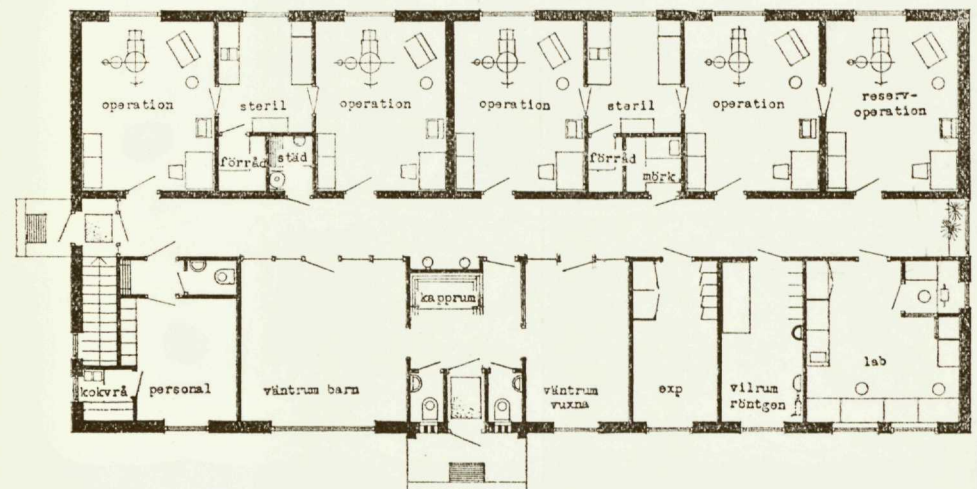 operation
steril
operation
operation
steril
operation
reserv-
operation
förråd
städ
förråd
mörk
kapprum
kokvrå
personal
väntrum barn
väntrum
vuxna
exp
vilrum
röntgen
lab